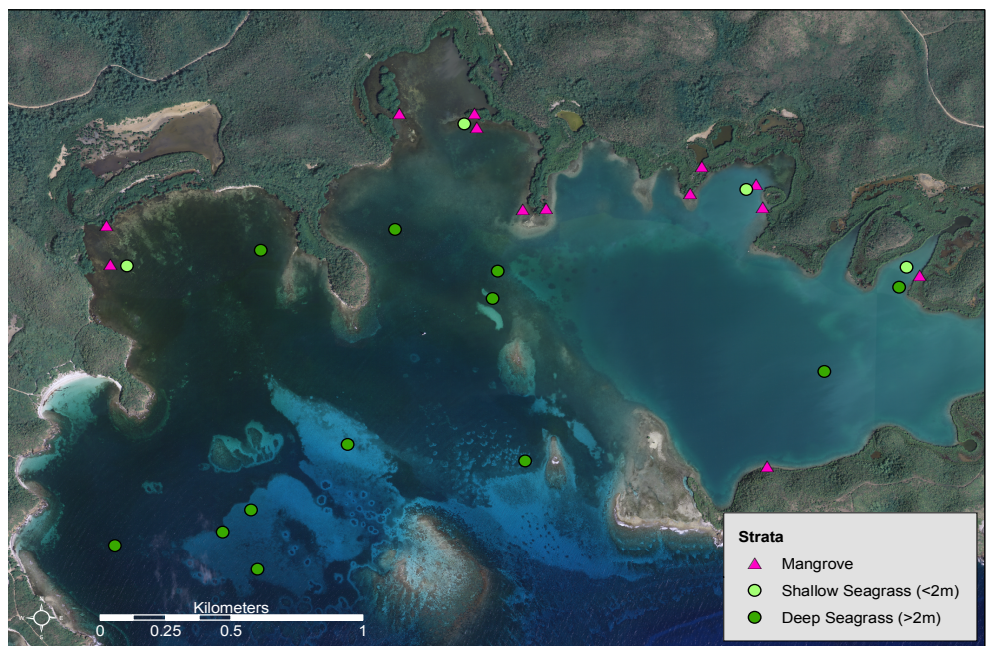 Strata
Mangrove
Shallow Seagrass (<2m)
Deep Seagrass (>2m)
Kilometers
0 0.25 0.5 1